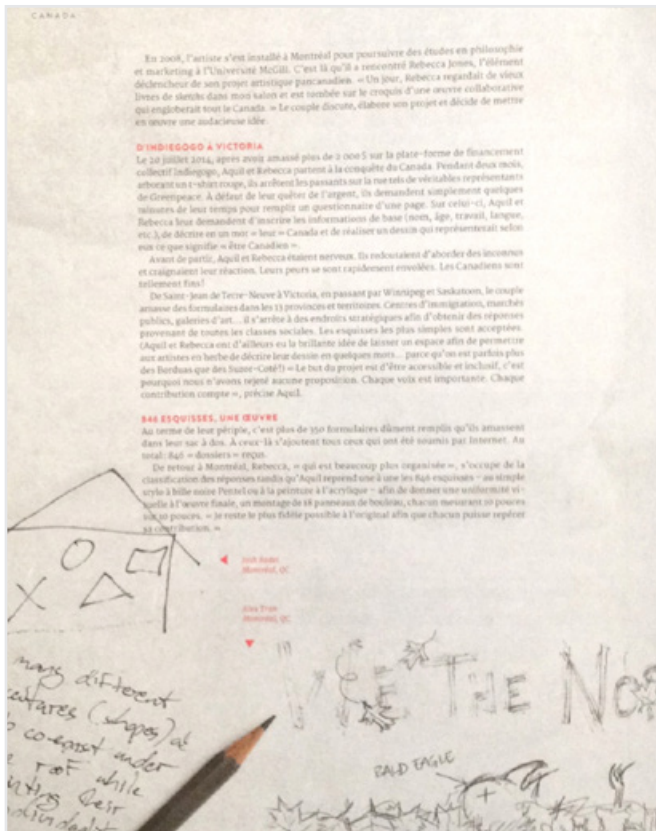 CANADA
En 2008, l'artiste s'est installé à Montréal pour poursuivre des études en philosophie
et marketing à l'Université McGill. C'est là qu'il a rencontré Rebecca Jones, l'élément
déclencheur de son projet artistique pancanadien. « Un jour, Rebecca regardait de vieux
livres de sketchs dans mon salon et est tombée sur le croquis d'une œuvre collaborative
qui engloberait tout le Canada. » Le couple discute, élabore son projet et décide de mettre
en œuvre une audacieuse idée.
D'INDIEGOGO À VICTORIA
Le 20 juillet 2014, après avoir amassé plus de 2 000 $ sur la plate-forme de financement
collectif Indiegogo, Aquil et Rebecca partent à la conquête du Canada. Pendant deux mois,
arborant un t-shirt rouge, ils arrêtent les passants sur la rue tels de véritables représentants
de Greenpeace. À défaut de leur quêter de l'argent, ils demandent simplement quelques
minutes de leur temps pour remplir un questionnaire d'une page. Sur celui-ci, Aquil et
Rebecca leur demandent d'inscrire les informations de base (nom, âge, travail, langue,
etc.), de décrire en un mot « leur » Canada et de réaliser un dessin qui représenterait selon
eux ce que signifie « être Canadien ».
Avant de partir, Aquil et Rebecca étaient nerveux. Ils redoutaient d'aborder des inconnus
et craignaient leur réaction. Leurs peurs se sont rapidement envolées. Les Canadiens sont
tellement fins!
De Saint-Jean de Terre-Neuve à Victoria, en passant par Winnipeg et Saskatoon, le couple
amasse des formulaires dans les 13 provinces et territoires. Centres d'immigration, marchés
publics, galeries d'art... il s'arrête à des endroits stratégiques afin d'obtenir des réponses
provenant de toutes les classes sociales. Les esquisses les plus simples sont acceptées.
(Aquil et Rebecca ont d'ailleurs eu la brillante idée de laisser un espace afin de permettre
aux artistes en herbe de décrire leur dessin en quelques mots... parce qu'on est parfois plus
des Borduas que des Suzor-Coté!) « Le but du projet est d'être accessible et inclusif, c'est
pourquoi nous n'avons rejeté aucune proposition. Chaque voix est importante. Chaque
contribution compte », précise Aquil.
846 ESQUISSES, UNE ŒUVRE
Au terme de leur périple, c'est plus de 350 formulaires dûment remplis qu'ils amassent
dans leur sac à dos. À ceux-là s'ajoutent tous ceux qui ont été soumis par Internet. Au
total: 846 « dossiers » reçus.
De retour à Montréal, Rebecca, « qui est beaucoup plus organisée », s'occupe de la
classification des réponses tandis qu'Aquil reprend une à une les 846 esquisses – au simple
stylo à bille noire Pentel ou à la peinture à l'acrylique – afin de donner une uniformité vi-
suelle à l'œuvre finale, un montage de 18 panneaux de bouleau, chacun mesurant 10 pouces
sur 10 pouces. « Je reste le plus fidèle possible à l'original afin que chacun puisse repérer
sa contribution. »
Montréal, QC
Montréal, QC
THE NO
many different
(shapes)
coexist under
roof while
BALD EAGLE